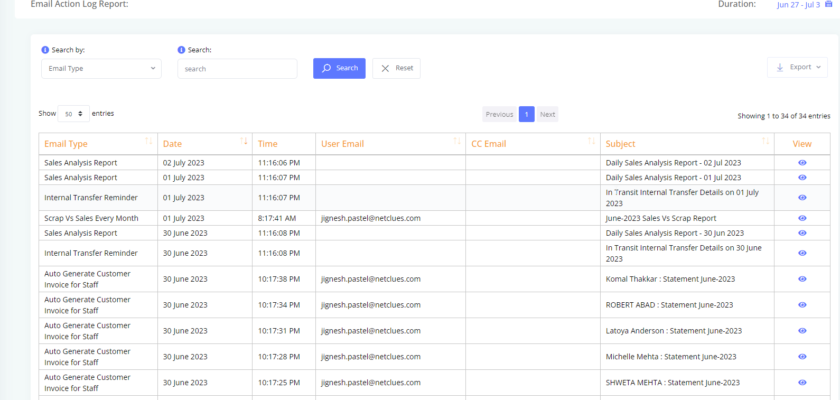 Email Action Log Report:
Duration: Jun 27 - Jul 3
Search by: Search:
Email Type search Search Reset Export
Show 50 entries Previous 1 Next Showing 1 to 34 of 34 entries
Email Type Date Time User Email CC Email Subject View
Sales Analysis Report 02 July 2023 11:16:06 PM Daily Sales Analysis Report - 02 Jul 2023
Sales Analysis Report 01 July 2023 11:16:07 PM Daily Sales Analysis Report - 01 Jul 2023
Internal Transfer Reminder 01 July 2023 11:16:07 PM In Transit Internal Transfer Details on 01 July
2023
Scrap Vs Sales Every Month 01 July 2023 8:17:41 AM jignesh.pastel@netclues.com June-2023 Sales Vs Scrap Report
Sales Analysis Report 30 June 2023 11:16:08 PM Daily Sales Analysis Report - 30 Jun 2023
Internal Transfer Reminder 30 June 2023 11:16:08 PM In Transit Internal Transfer Details on 30 June
2023
Auto Generate Customer
Invoice for Staff 30 June 2023 10:17:38 PM jignesh.pastel@netclues.com Komal Thakkar : Statement June-2023
Auto Generate Customer
Invoice for Staff 30 June 2023 10:17:34 PM jignesh.pastel@netclues.com ROBERT ABAD : Statement June-2023
Auto Generate Customer
Invoice for Staff 30 June 2023 10:17:31 PM jignesh.pastel@netclues.com Latoya Anderson : Statement June-2023
Auto Generate Customer
Invoice for Staff 30 June 2023 10:17:28 PM jignesh.pastel@netclues.com Michelle Mehta : Statement June-2023
Auto Generate Customer
Invoice for Staff 30 June 2023 10:17:25 PM jignesh.pastel@netclues.com SHWETA MEHTA : Statement June-2023